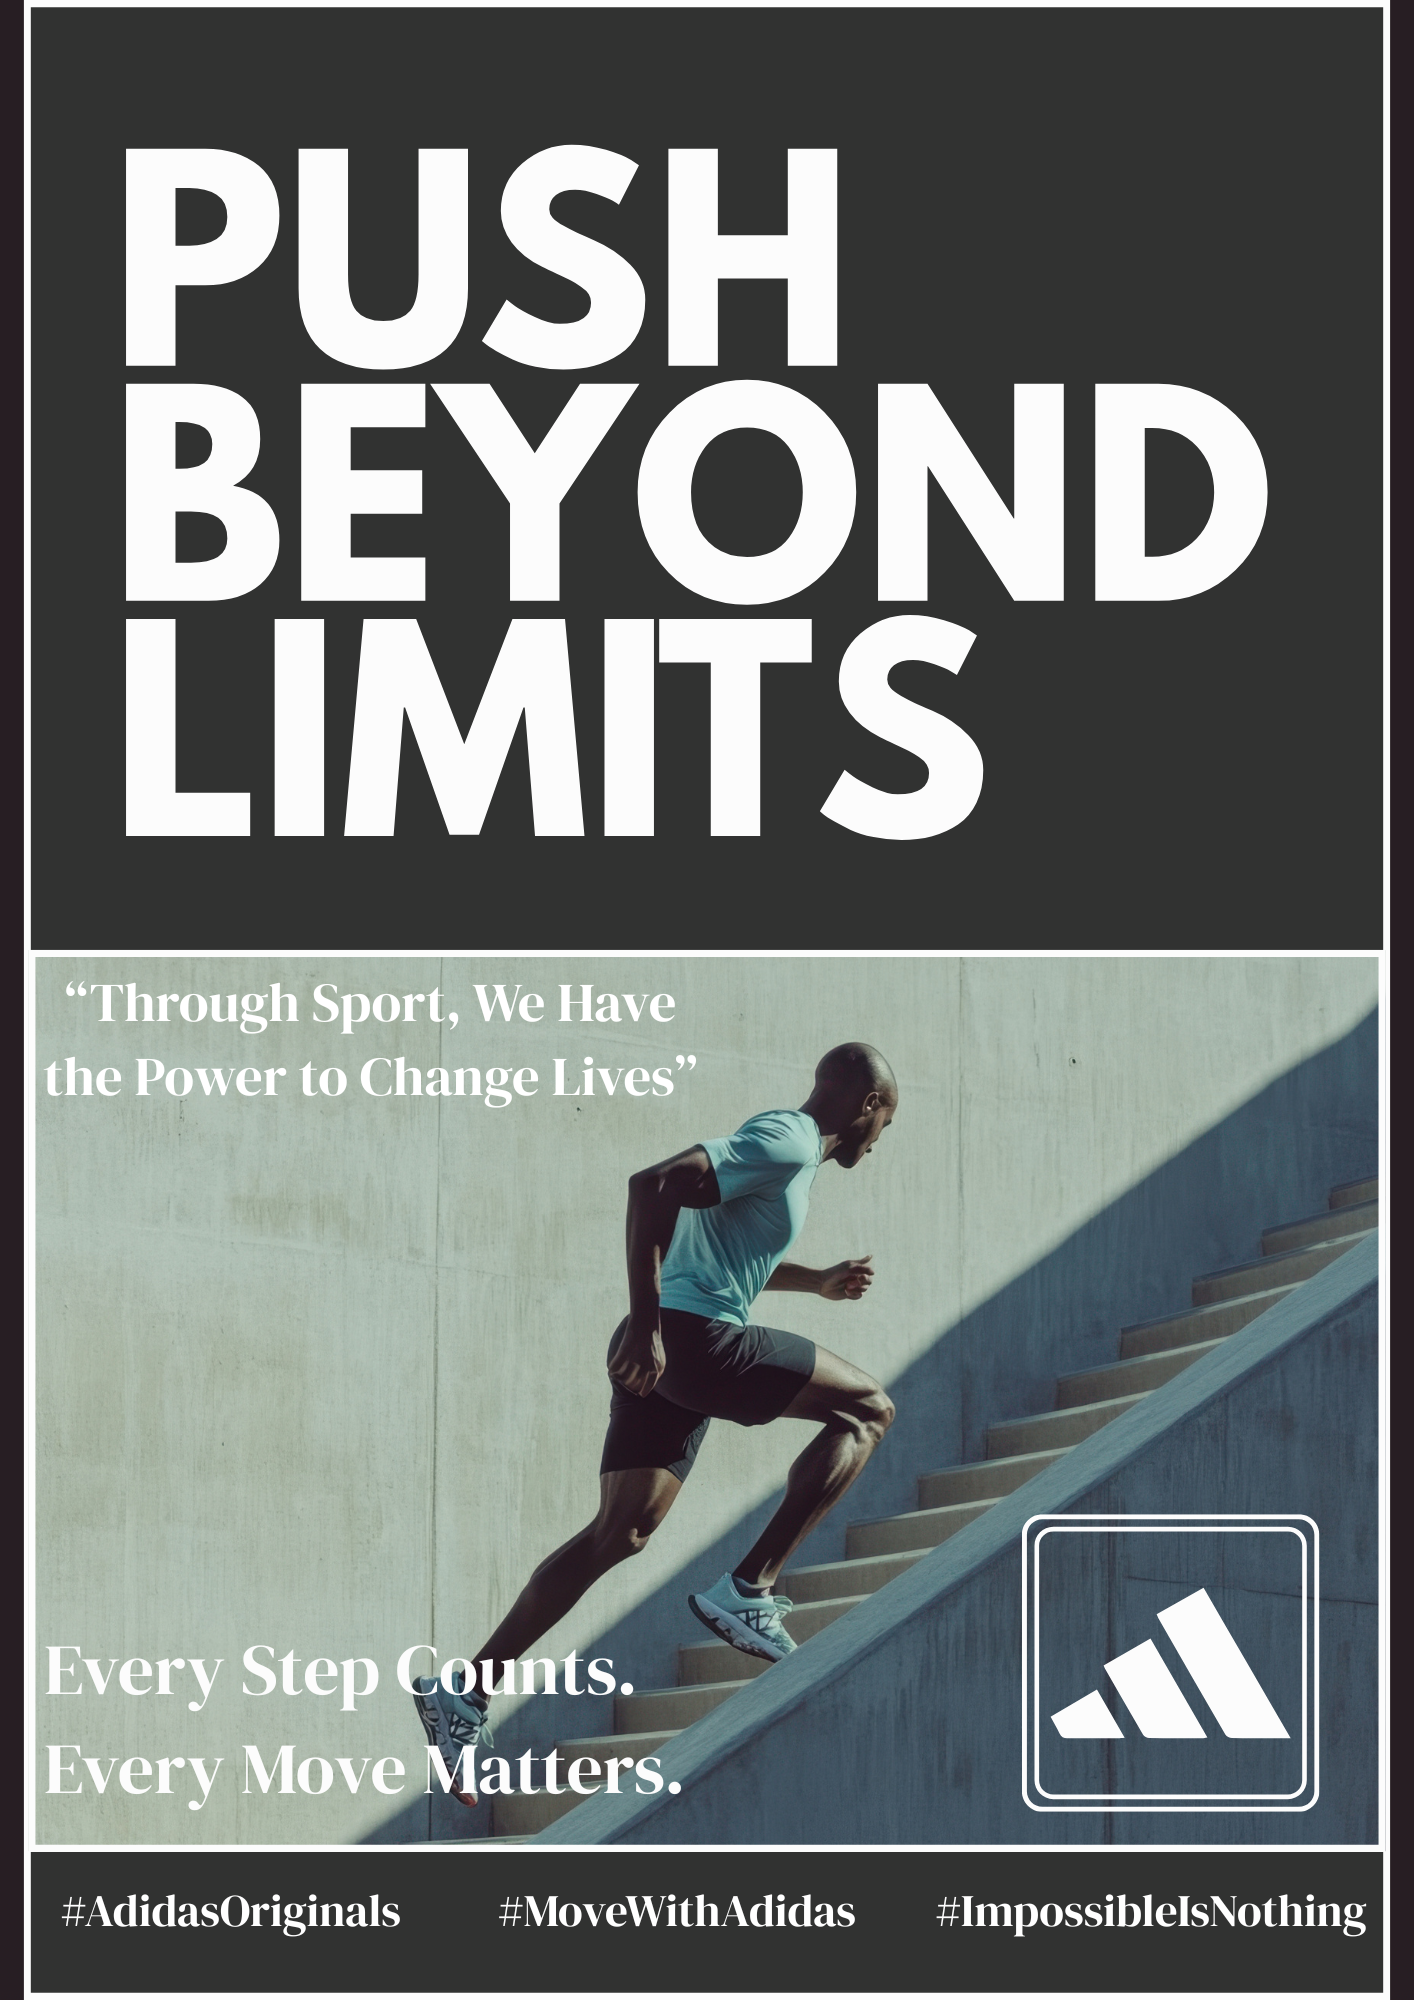 PUSH
BEYOND
LIMITS
“Through Sport, We Have
the Power to Change Lives”
Every Step Counts.
Every Move Matters.
#AdidasOriginals #MoveWithAdidas #ImpossibleIsNothing